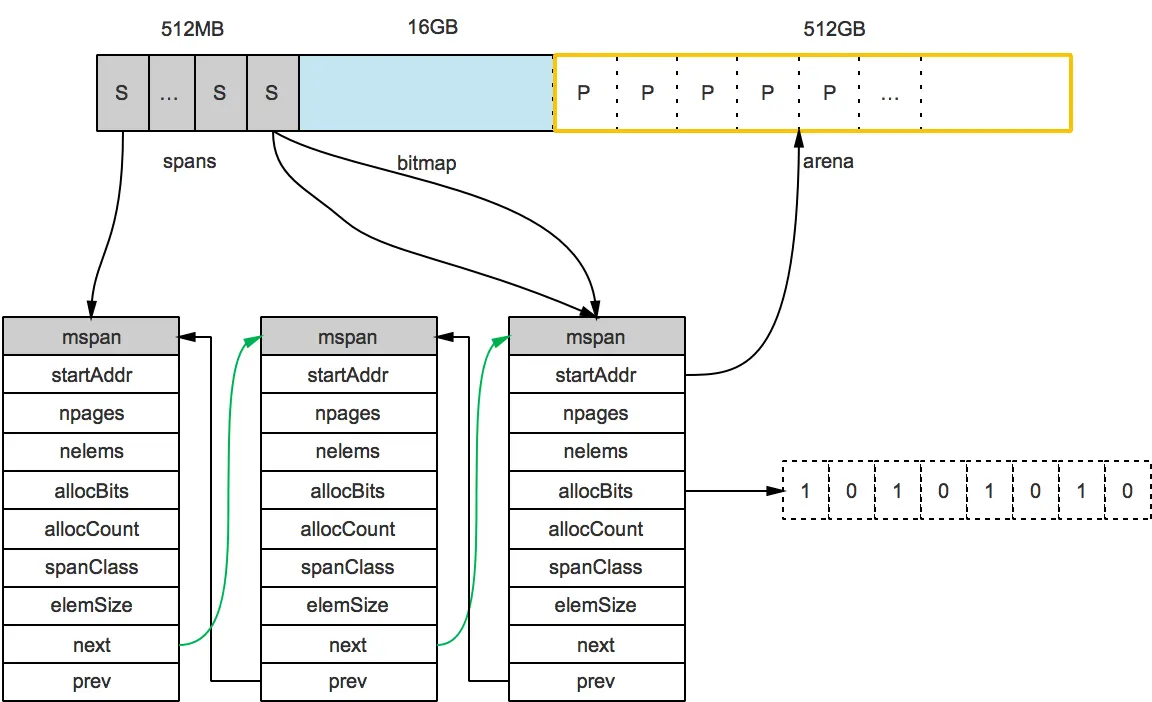 512MB 16GB 512GB
S ... S S P P P P P ...
spans bitmap arena
mspan mspan mspan
startAddr startAddr startAddr
npages npages npages
nelems nelems nelems
allocBits allocBits allocBits 1 0 1 0 1 0 1 0
allocCount allocCount allocCount
spanClass spanClass spanClass
elemSize elemSize elemSize
next next next
prev prev prev